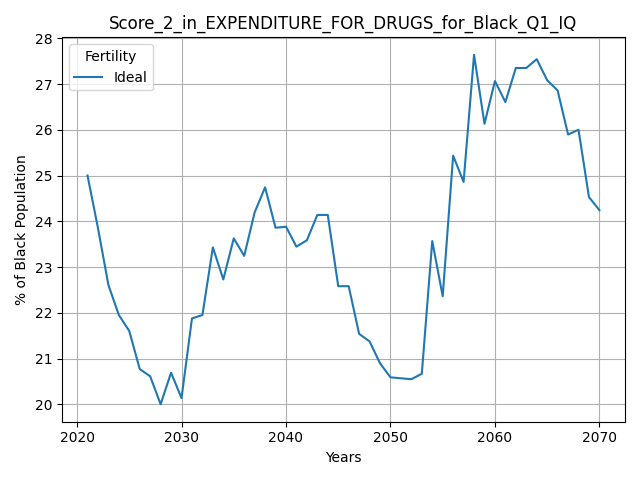 Score_2_in_EXPENDITURE_FOR_DRUGS_for_Black_Q1_IQ
Fertility
Ideal
% of Black Population
28
27
26
25
24
23
22
21
20
2020 2030 2040 2050 2060 2070
Years